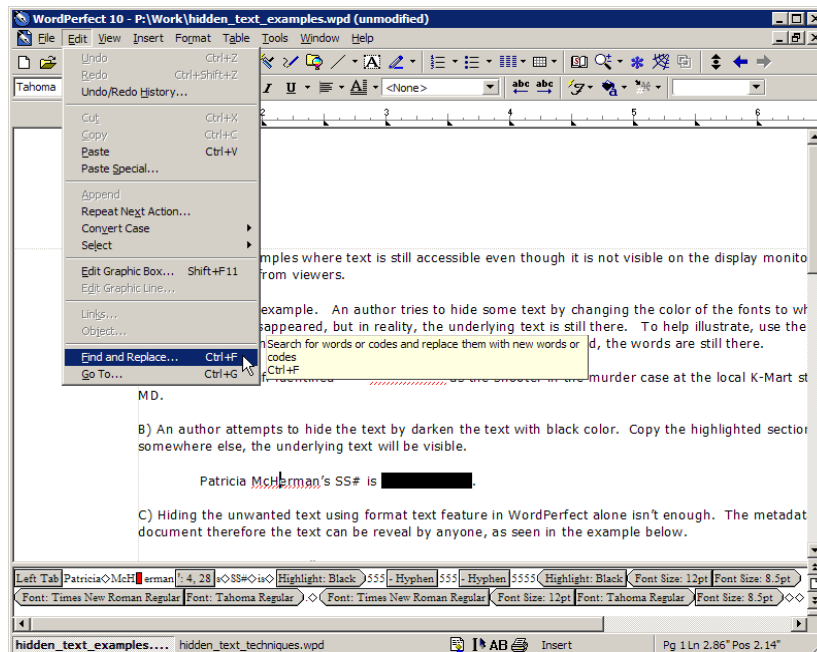 WordPerfect 10 - P:\Work\hidden_text_examples.wpd (unmodified)
File Edit View Insert Format Table Tools Window Help
Undo Ctrl+Z
Redo Ctrl+Shift+Z
Undo/Redo History...
Cut Ctrl+X
Copy Ctrl+C
Paste Ctrl+V
Paste Special...
Append
Repeat Next Action...
Convert Case
Select
Edit Graphic Box... Shift+F11
Edit Graphic Line...
Links...
Object...
Find and Replace... Ctrl+F
Go To... Ctrl+G
Tahoma
<None>
abc abc
2 3 4 5 6
Search for words or codes and replace them with new words or
codes
Ctrl+F
mples where text is still accessible even though it is not visible on the display monito
from viewers.
example. An author tries to hide some text by changing the color of the fonts to wh
sappeared, but in reality, the underlying text is still there. To help illustrate, use the
d, the words are still there.
as the shooter in the murder case at the local K-Mart st
MD.
B) An author attempts to hide the text by darken the text with black color. Copy the highlighted section
somewhere else, the underlying text will be visible.
Patricia McHerman's SS# is .
C) Hiding the unwanted text using format text feature in WordPerfect alone isn't enough. The metadat
document therefore the text can be reveal by anyone, as seen in the example below.
Left Tab Patricia◇McH erman ': 4, 28 s◇SS#◇is◇ Highlight: Black 555 - Hyphen 555 - Hyphen 5555 Highlight: Black Font Size: 12pt Font Size: 8.5pt
Font: Times New Roman Regular Font: Tahoma Regular .◇ Font: Times New Roman Regular Font Size: 12pt Font: Tahoma Regular Font Size: 8.5pt ◇◇
hidden_text_examp.... hidden_text_techniques.wpd AB Insert Pg 1 Ln 2.86" Pos 2.14"